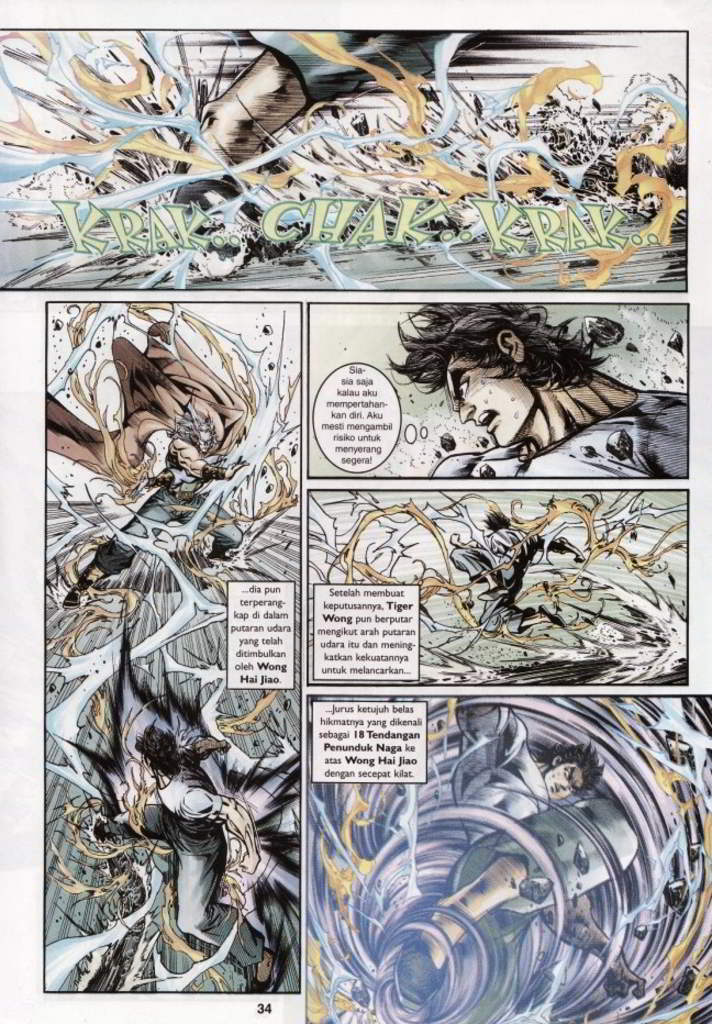 KRAK.. CHAK.. KRAK..
...dia pun
terperang-
kap di dalam
putaran udara
yang telah
ditimbulkan
oleh Wong
Hai Jiao.
Sia-
sia saja
kalau aku
mempertahan-
kan diri. Aku
mesti mengambil
risiko untuk
menyerang
segera!
Setelah membuat
keputusannya, Tiger
Wong pun berputar
mengikut arah putaran
udara itu dan mening-
katkan kekuatannya
untuk melancarkan...
...Jurus ketujuh belas
hikmatnya yang dikenali
sebagai 18 Tendangan
Penunduk Naga ke
atas Wong Hai Jiao
dengan secepat kilat.
34